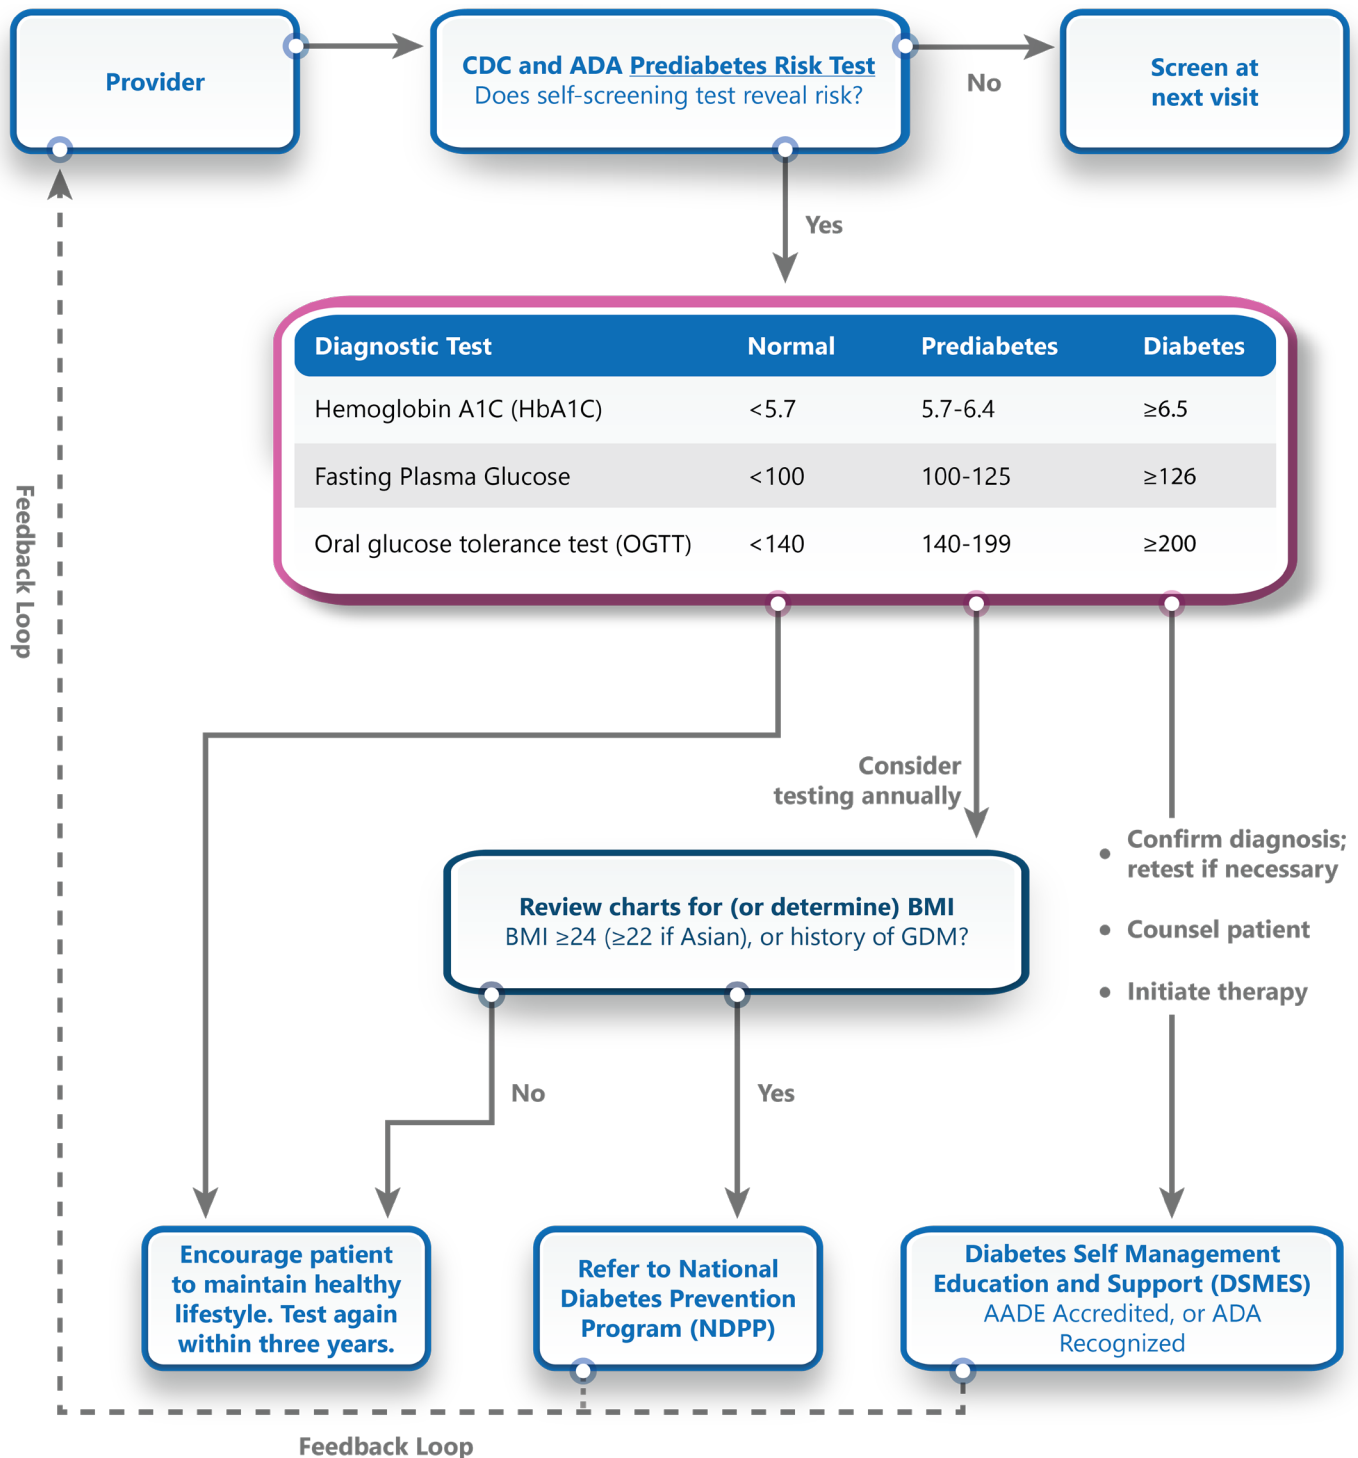 Provider
CDC and ADA Prediabetes Risk Test
Does self-screening test reveal risk?
No
Screen at
next visit
Yes
Diagnostic Test Normal Prediabetes Diabetes
Hemoglobin A1C (HbA1C) <5.7 5.7-6.4 ≥6.5
Fasting Plasma Glucose <100 100-125 ≥126
Oral glucose tolerance test (OGTT) <140 140-199 ≥200
Feedback Loop
Consider
testing annually
Confirm diagnosis;
retest if necessary
Counsel patient
Initiate therapy
Review charts for (or determine) BMI
BMI ≥24 (≥22 if Asian), or history of GDM?
No
Yes
Encourage patient
to maintain healthy
lifestyle. Test again
within three years.
Refer to National
Diabetes Prevention
Program (NDPP)
Diabetes Self Management
Education and Support (DSMES)
AADE Accredited, or ADA
Recognized
Feedback Loop